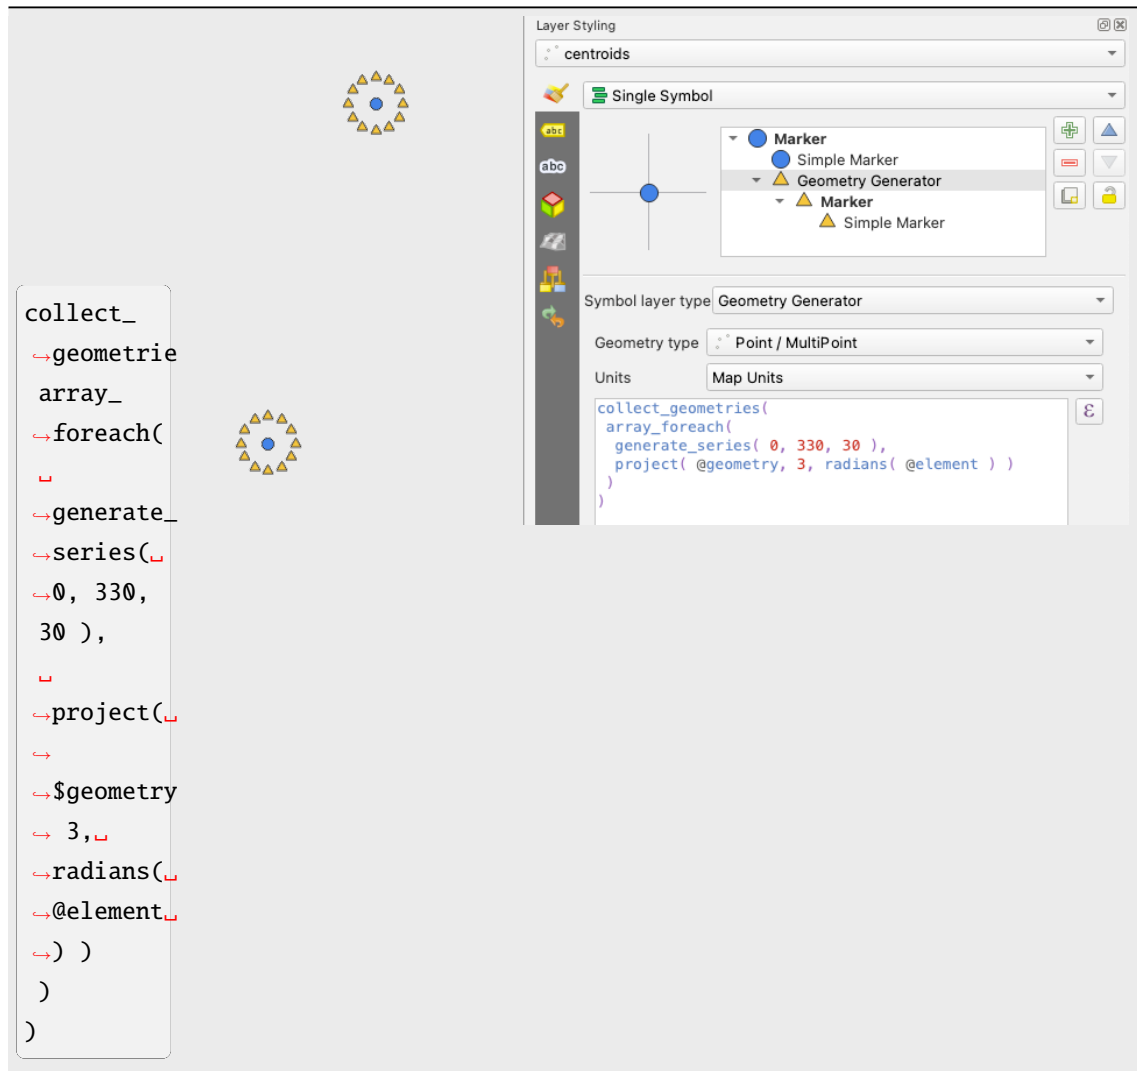 Layer Styling
centroids
Single Symbol
abc
abc
Marker
Simple Marker
Geometry Generator
Marker
Simple Marker
Symbol layer type Geometry Generator
Geometry type Point / MultiPoint
Units Map Units
collect_geometries(
array_foreach(
generate_series( 0, 330, 30 ),
project( @geometry, 3, radians( @element ) )
)
)
ε
collect_
↪geometrie
array_
↪foreach(
␣
↪generate_
↪series(␣
↪0, 330,
30 ),
␣
↪project(␣
↪
↪$geometry
↪ 3,␣
↪radians(␣
↪@element␣
↪) )
)
)